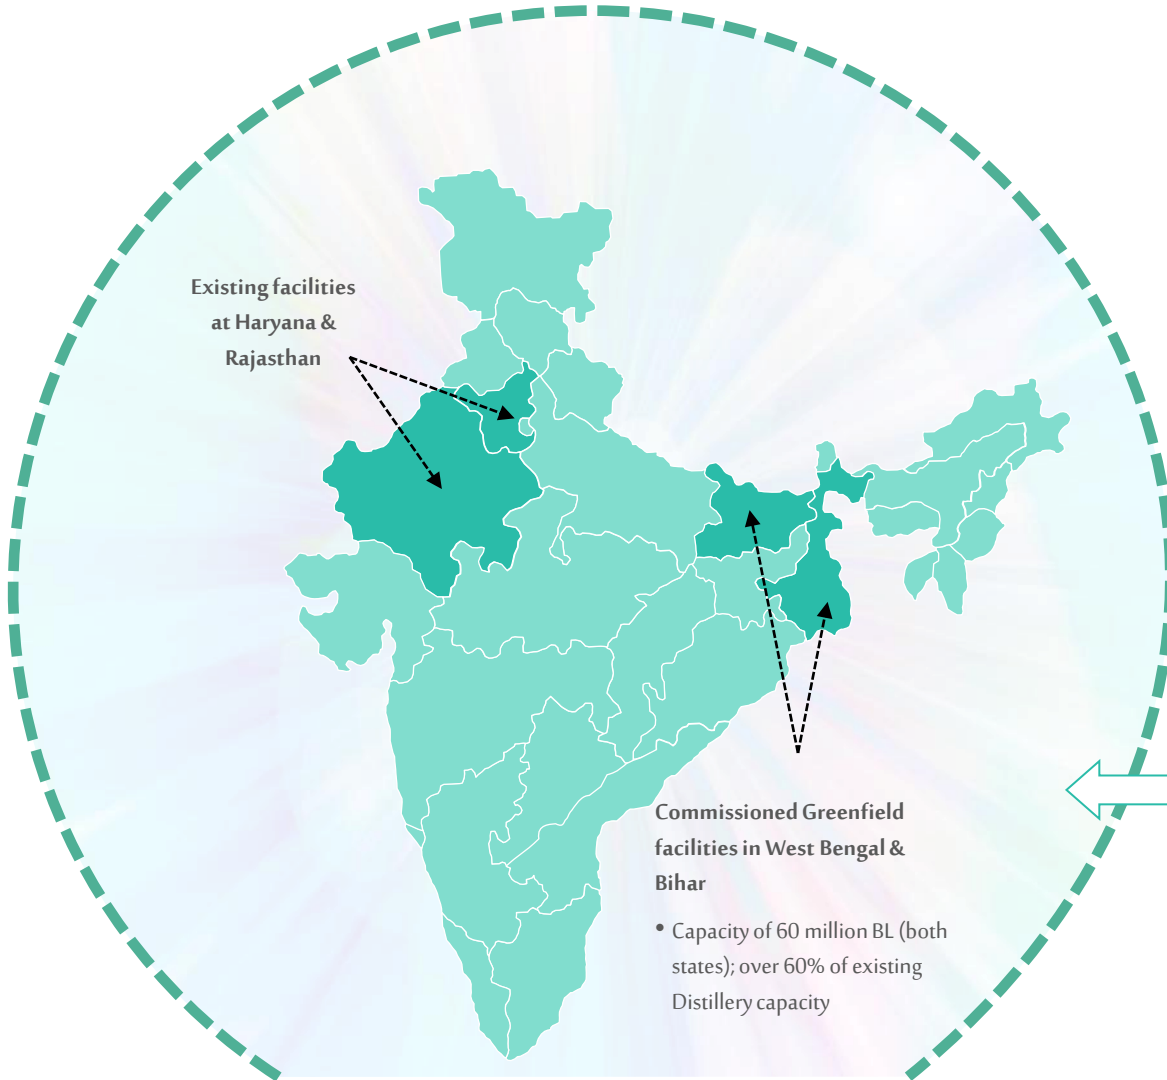 Existing facilities
at Haryana &
Rajasthan
Commissioned Greenfield
facilities in West Bengal &
Bihar
• Capacity of 60 million BL (both
states); over 60% of existing
Distillery capacity